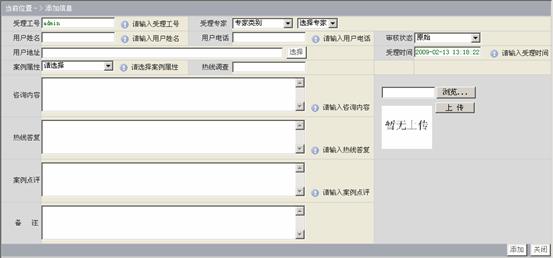 当前位置->添加信息
受理工号 admin 请输入受理工号 受理专家 专家类别 选择专家
用户姓名 请输入用户姓名 用户电话 请输入用户电话 审核状态 原始
用户地址 选择 受理时间 2009-02-13 13:18:22 请输入受理时间
案例属性 请选择 请选择案例属性 热线调查
咨询内容 请输入咨询内容 浏览...
上 传
暂无上传
热线答复 请输入热线答复
案例点评 请输入案例点评
备 注
添加 关闭